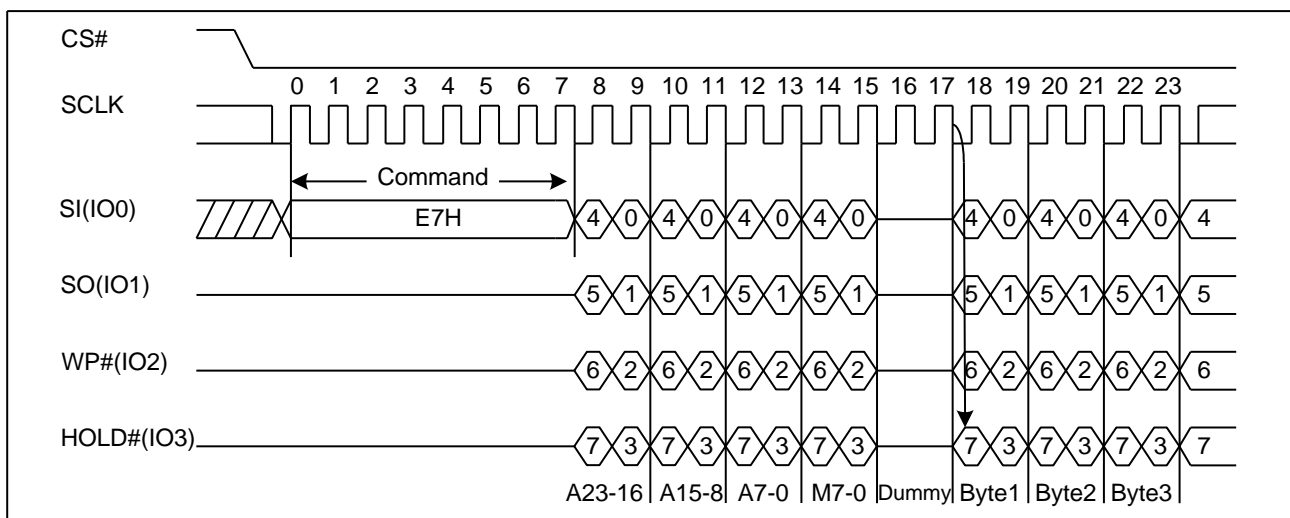 CS#
0 1 2 3 4 5 6 7 8 9 10 11 12 13 14 15 16 17 18 19 20 21 22 23
SCLK
Command
SI(IO0) E7H 4 0 4 0 4 0 4 0 4 0 4 0 4 0 4
SO(IO1) 5 1 5 1 5 1 5 1 5 1 5 1 5 1 5
WP#(IO2) 6 2 6 2 6 2 6 2 6 2 6 2 6 2 6
HOLD#(IO3) 7 3 7 3 7 3 7 3 7 3 7 3 7 3 7
A23-16 A15-8 A7-0 M7-0 Dummy Byte1 Byte2 Byte3